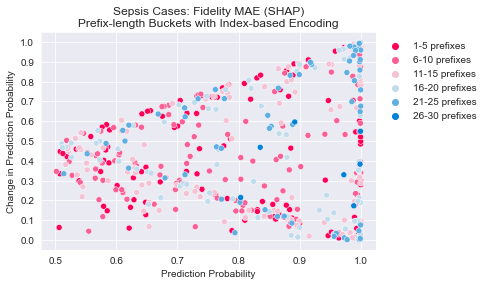 Sepsis Cases: Fidelity MAE (SHAP)
Prefix-length Buckets with Index-based Encoding
Change in Prediction Probability
1.0
0.9
0.8
0.7
0.6
0.5
0.4
0.3
0.2
0.1
0.0
0.5
0.6
0.7
0.8
0.9
1.0
Prediction Probability
1-5 prefixes
6-10 prefixes
11-15 prefixes
16-20 prefixes
21-25 prefixes
26-30 prefixes